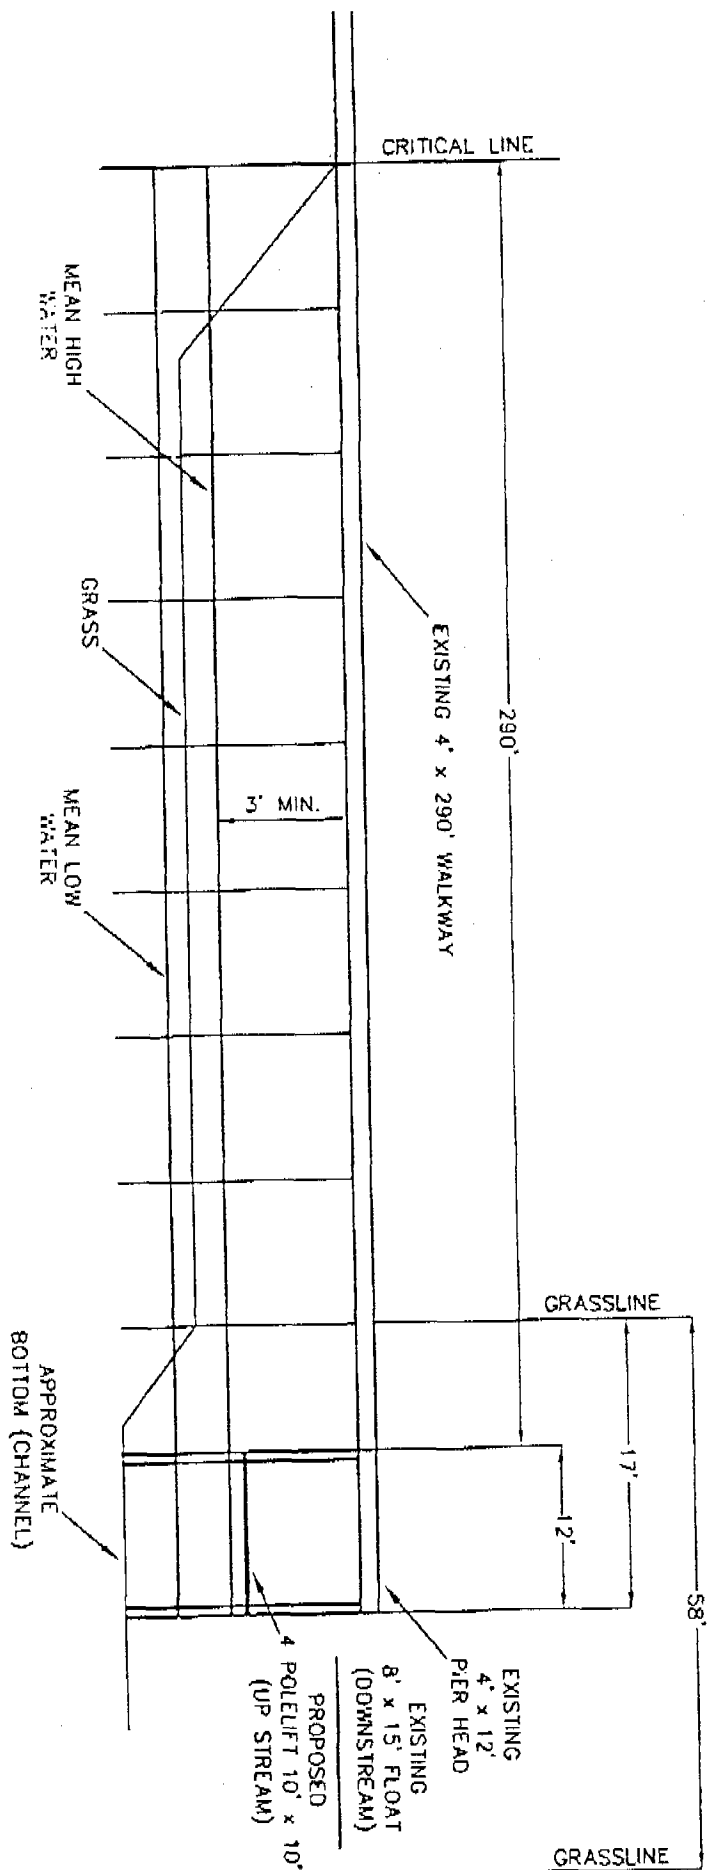 CRITICAL LINE
MEAN HIGH
WATER
290'
EXISTING 4' x 290' WALKWAY
GRASS
3' MIN.
MEAN LOW
WATER
GRASSLINE
17'
12'
58'
APPROXIMATE
BOTTOM (CHANNEL)
EXISTING
4' x 12'
PIER HEAD
EXISTING
8' x 15' FLOAT
(DOWNSTREAM)
PROPOSED
4 POLELIFT 10' x 10'
(UP STREAM)
GRASSLINE